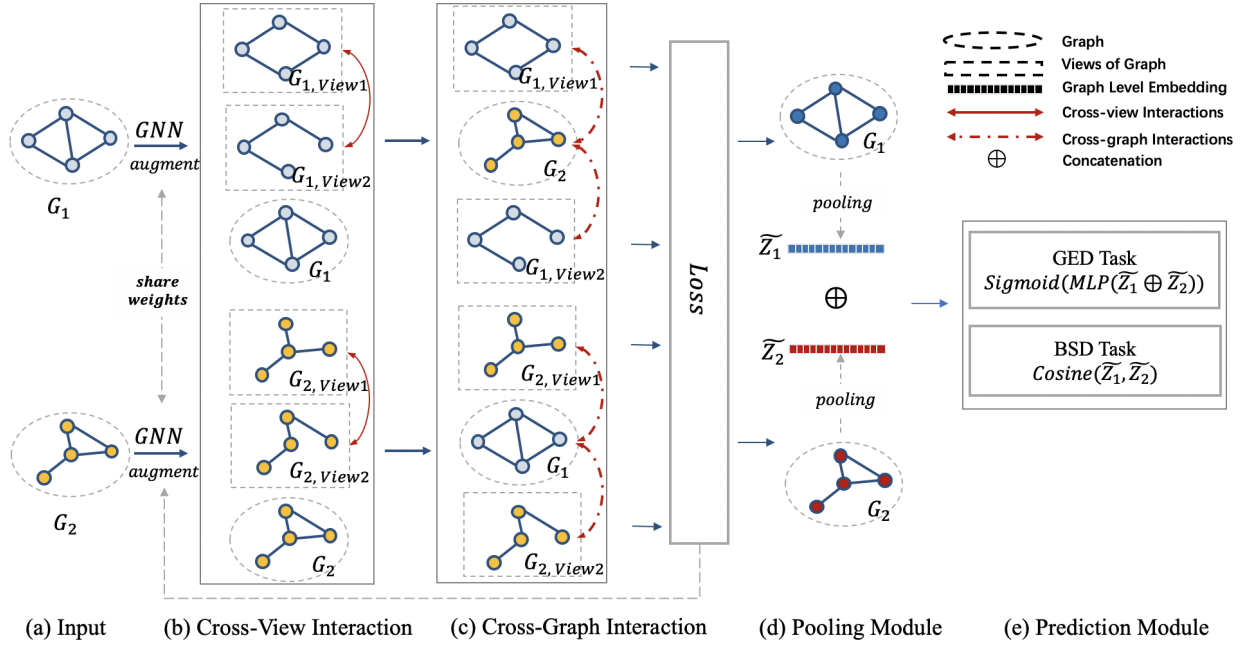 G₁
GNN
augment
share
weights
G₂
GNN
augment
(a) Input
G₁,View1
G₁,View2
G₁
G₂,View1
G₂,View2
G₂
(b) Cross-View Interaction
G₁,View1
G₂
G₁,View2
G₂,View1
G₁
G₂,View2
(c) Cross-Graph Interaction
Loss
G₁
pooling
Z̃₁
⊕
Z̃₂
pooling
G₂
(d) Pooling Module
Graph
Views of Graph
Graph Level Embedding
Cross-view Interactions
Cross-graph Interactions
⊕ Concatenation
GED Task
Sigmoid(MLP(Z̃₁ ⊕ Z̃₂))
BSD Task
Cosine(Z̃₁, Z̃₂)
(e) Prediction Module